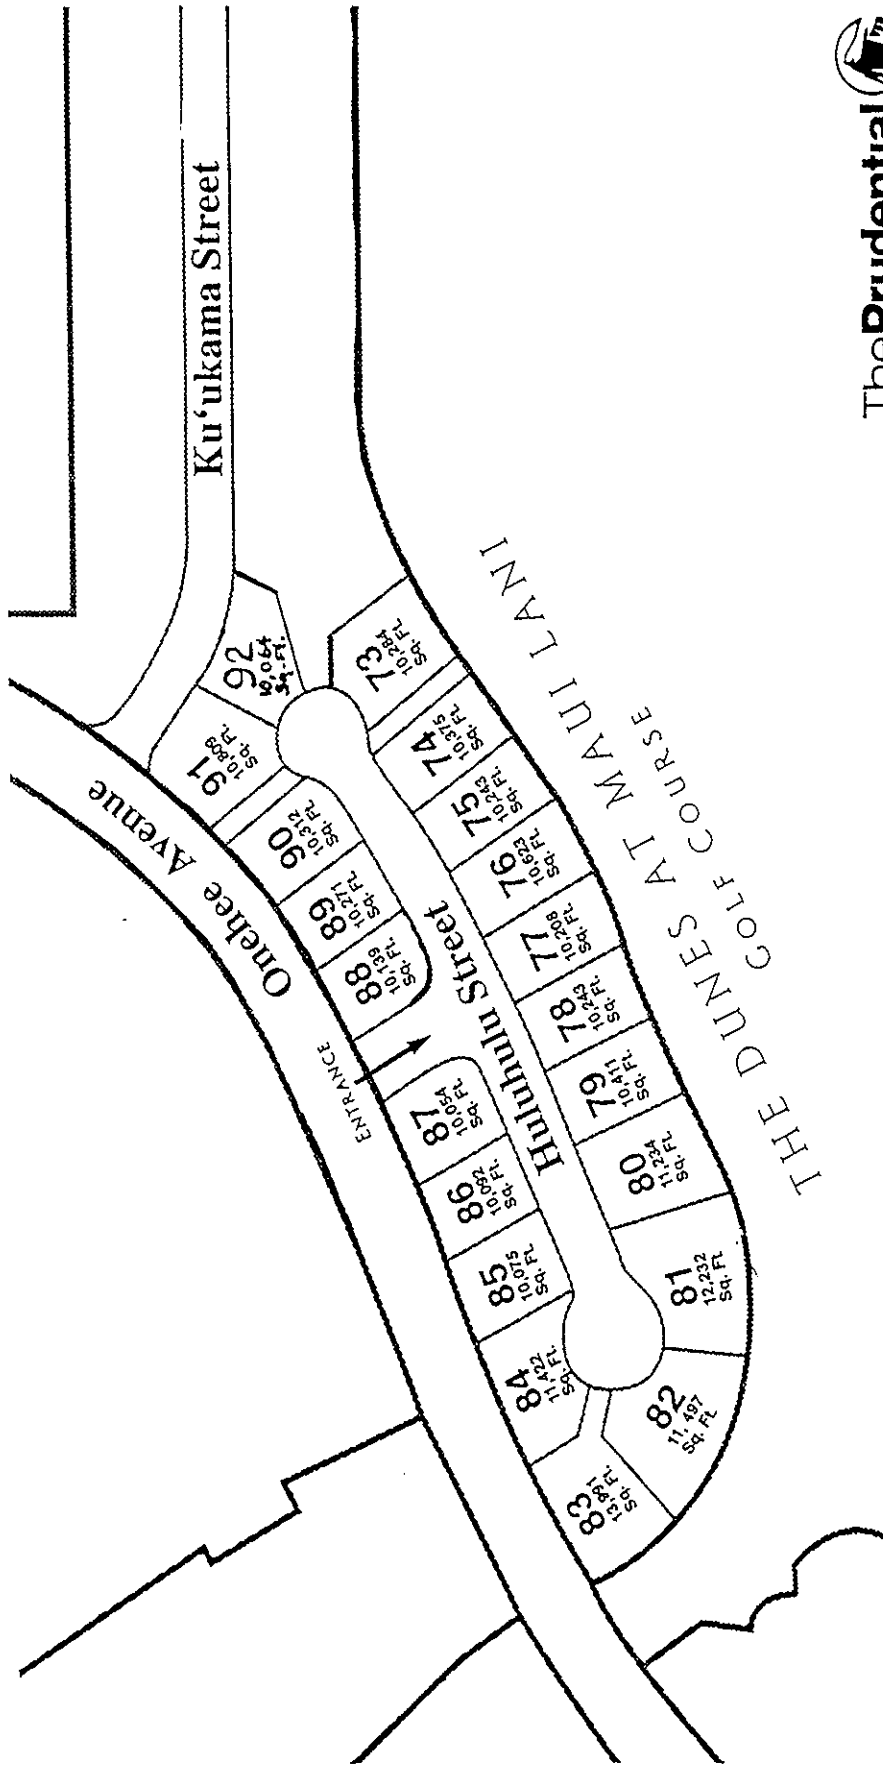 Ku‘ukama Street
Onehee Avenue
ENTRANCE
Huluhulu Street
92
10,064
Sq. Ft.
91
10,809
Sq. Ft.
90
10,312
Sq. Ft.
89
10,271
Sq. Ft.
88
10,139
Sq. Ft.
87
10,054
Sq. Ft.
86
10,092
Sq. Ft.
85
10,075
Sq. Ft.
84
11,422
Sq. Ft.
83
13,991
Sq. Ft.
82
11,497
Sq. Ft
81
12,232
Sq. Ft
80
11,234
Sq. Ft.
79
10,411
Sq. Ft.
78
10,243
Sq. Ft.
77
10,208
Sq. Ft.
76
10,623
Sq. Ft.
75
10,243
Sq. Ft.
74
10,375
Sq. Ft.
73
10,284
Sq. Ft.
THE DUNES AT MAUI LANI
GOLF COURSE
ThePrudential